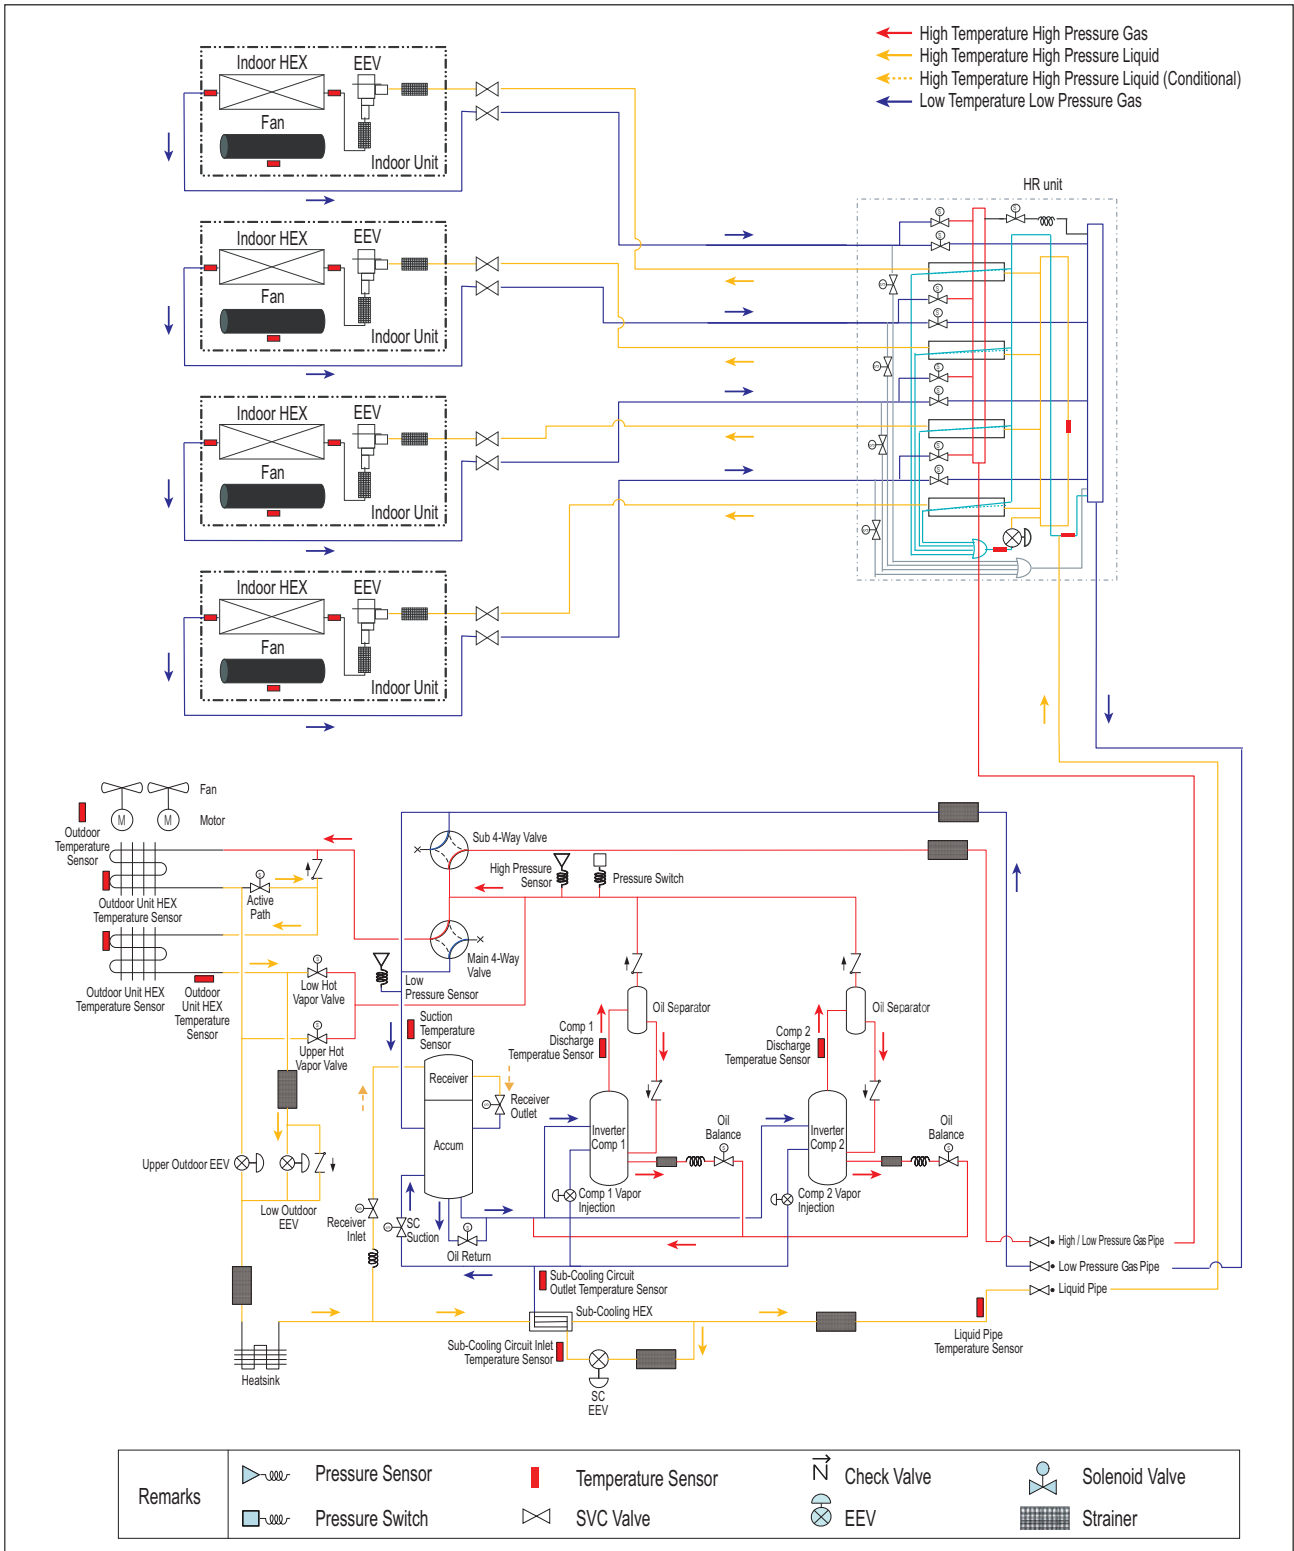 High Temperature High Pressure Gas
High Temperature High Pressure Liquid
High Temperature High Pressure Liquid (Conditional)
Low Temperature Low Pressure Gas
Indoor HEX
EEV
Fan
Indoor Unit
Indoor HEX
EEV
Fan
Indoor Unit
Indoor HEX
EEV
Fan
Indoor Unit
Indoor HEX
EEV
Fan
Indoor Unit
HR unit
Fan
M
M
Motor
Outdoor
Temperature
Sensor
Outdoor Unit HEX
Temperature Sensor
Active
Path
Sub 4-Way Valve
High Pressure
Sensor
Pressure Switch
Main 4-Way
Valve
Outdoor Unit HEX
Temperature Sensor
Outdoor
Unit HEX
Temperature
Sensor
Low Hot
Vapor Valve
Upper Hot
Vapor Valve
Low
Pressure Sensor
Suction
Temperature
Sensor
Oil Separator
Oil Separator
Comp 1
Discharge
Temperatue Sensor
Comp 2
Discharge
Temperatue Sensor
Receiver
Receiver
Outlet
Accum
Inverter
Comp 1
Oil
Balance
Inverter
Comp 2
Oil
Balance
Upper Outdoor EEV
Low Outdoor
EEV
Receiver
Inlet
SC
Suction
Oil Return
Comp 1 Vapor
Injection
Comp 2 Vapor
Injection
High / Low Pressure Gas Pipe
Low Pressure Gas Pipe
Liquid Pipe
Sub-Cooling Circuit
Outlet Temperature Sensor
Sub-Cooling HEX
Sub-Cooling Circuit Inlet
Temperature Sensor
SC
EEV
Liquid Pipe
Temperature Sensor
Heatsink
Remarks
Pressure Sensor
Temperature Sensor
Check Valve
Solenoid Valve
Pressure Switch
SVC Valve
EEV
Strainer